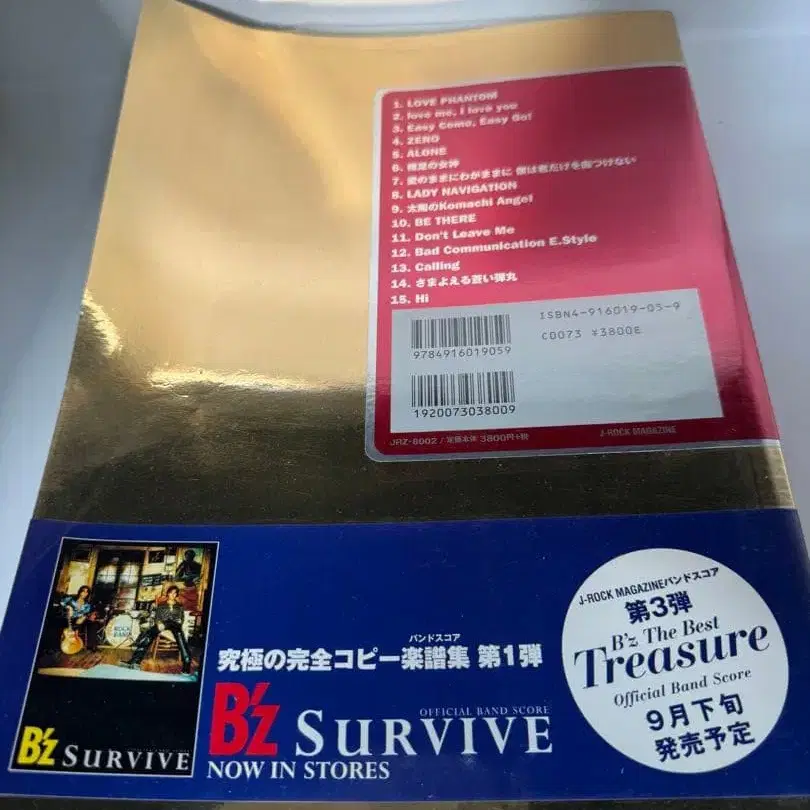 1. LOVE PHANTOM
2. love me, I love you
3. Easy Come, Easy Go!
4. ZERO
5. ALONE
6. 裸足の女神
7. 愛のままにわがままに 僕は君だけを傷つけない
8. LADY NAVIGATION
9. 太陽のKomachi Angel
10. BE THERE
11. Don't Leave Me
12. Bad Communication E.Style
13. Calling
14. さまよえる蒼い弾丸
15. Hi
ISBN4-916019-05-9
C0073 ¥3800E
9784916019059
1920073038009
JRZ-8002 / 定価本体 3800円+税
J-ROCK MAGAZINE
ROCK
BAND
B'z SURVIVE
バンドスコア
究極の完全コピー楽譜集 第1弾
OFFICIAL BAND SCORE
B'z SURVIVE
NOW IN STORES
J-ROCK MAGAZINEバンドスコア
第3弾
B'z The Best
Treasure
Official Band Score
9月下旬
発売予定